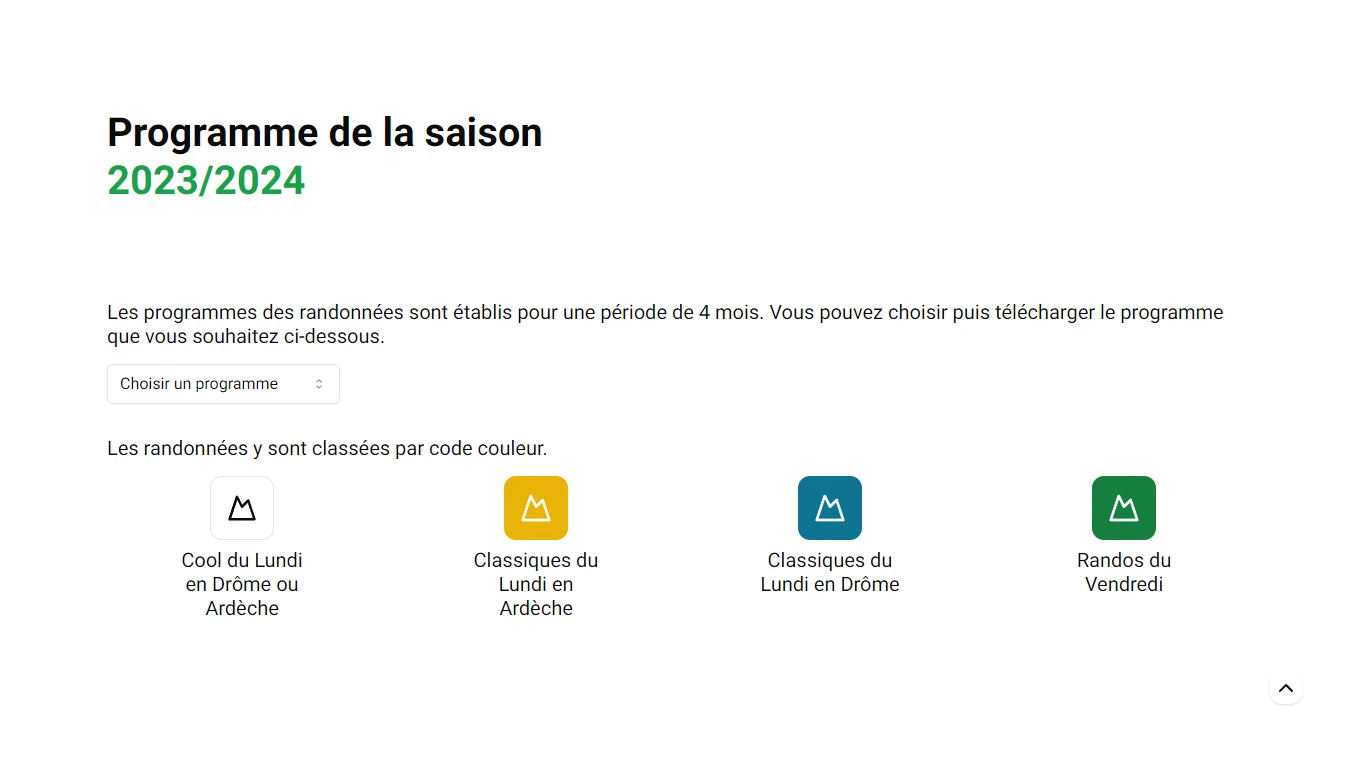 Programme de la saison
2023/2024
Les programmes des randonnées sont établis pour une période de 4 mois. Vous pouvez choisir puis télécharger le programme
que vous souhaitez ci-dessous.
Choisir un programme
Les randonnées y sont classées par code couleur.
Cool du Lundi
en Drôme ou
Ardèche
Classiques du
Lundi en
Ardèche
Classiques du
Lundi en Drôme
Randos du
Vendredi